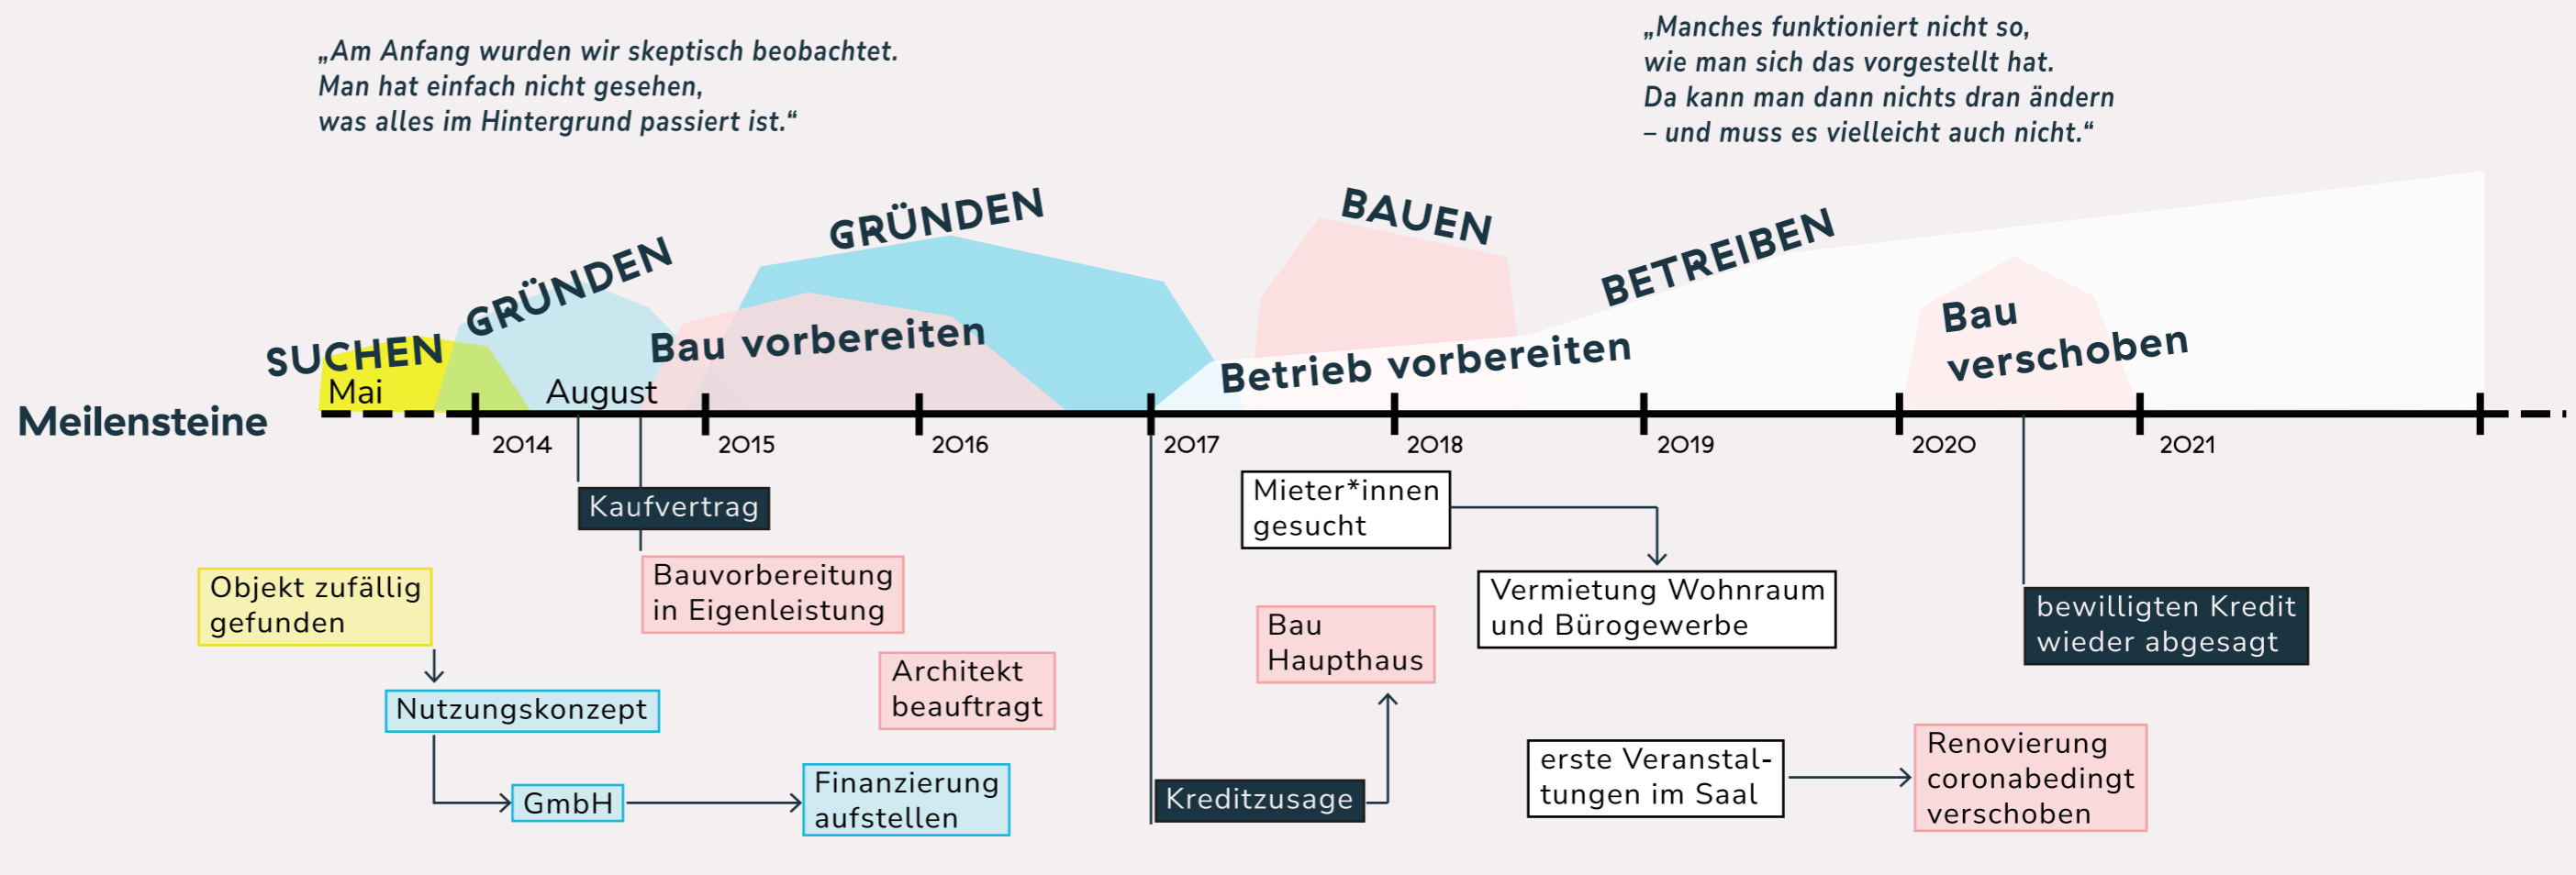 „Am Anfang wurden wir skeptisch beobachtet.
Man hat einfach nicht gesehen,
was alles im Hintergrund passiert ist.“
„Manches funktioniert nicht so,
wie man sich das vorgestellt hat.
Da kann man dann nichts dran ändern
– und muss es vielleicht auch nicht.“
SUCHEN
GRÜNDEN
GRÜNDEN
BAUEN
BETREIBEN
Bau vorbereiten
Betrieb vorbereiten
Bau
verschoben
Mai
August
Meilensteine
2014
2015
2016
2017
2018
2019
2020
2021
Kaufvertrag
Mieter*innen
gesucht
Objekt zufällig
gefunden
Bauvorbereitung
in Eigenleistung
Vermietung Wohnraum
und Bürogewerbe
bewilligten Kredit
wieder abgesagt
Bau
Haupthaus
Architekt
beauftragt
Nutzungskonzept
GmbH
Finanzierung
aufstellen
Kreditzusage
erste Veranstal-
tungen im Saal
Renovierung
coronabedingt
verschoben